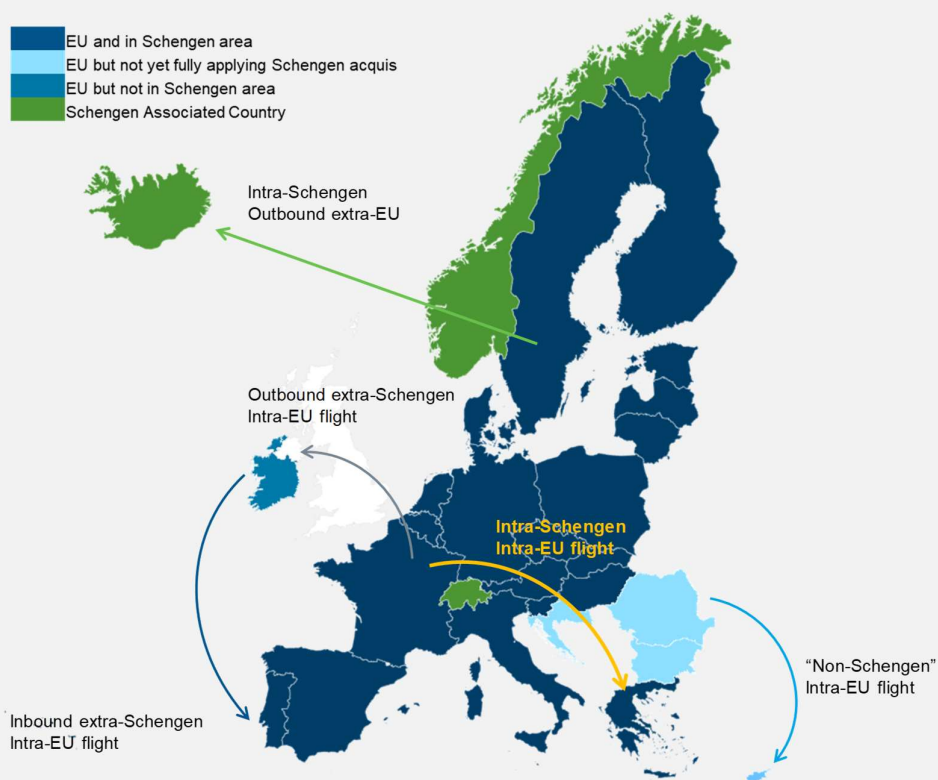 EU and in Schengen area
EU but not yet fully applying Schengen acquis
EU but not in Schengen area
Schengen Associated Country
Intra-Schengen
Outbound extra-EU
Outbound extra-Schengen
Intra-EU flight
Intra-Schengen
Intra-EU flight
"Non-Schengen"
Intra-EU flight
Inbound extra-Schengen
Intra-EU flight